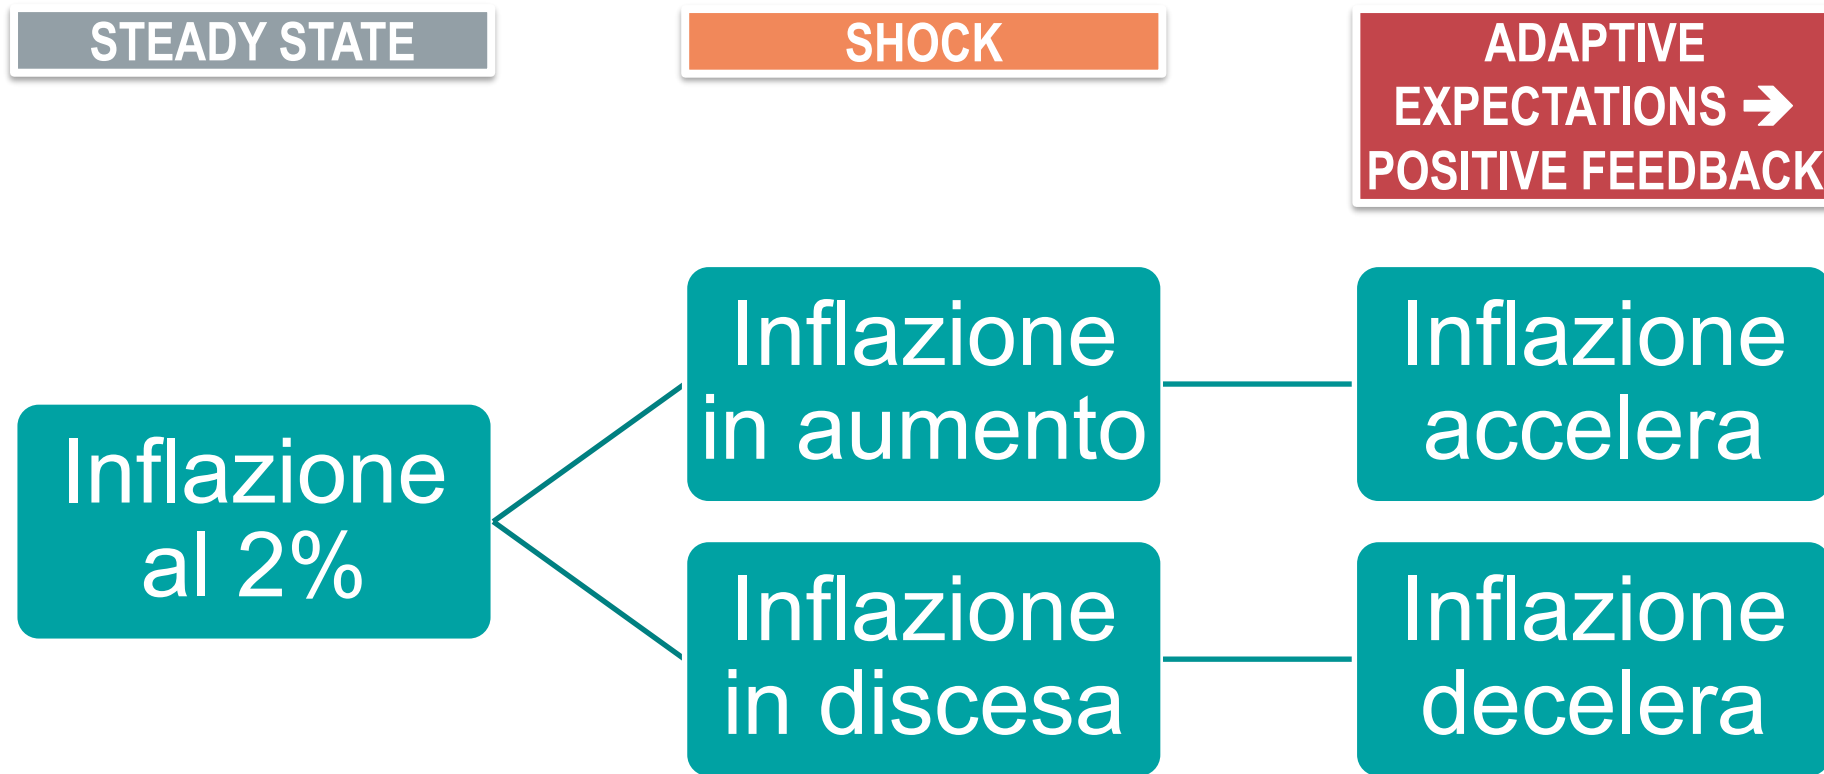 STEADY STATE
SHOCK
ADAPTIVE
EXPECTATIONS ➔
POSITIVE FEEDBACK
Inflazione
al 2%
Inflazione
in aumento
Inflazione
accelera
Inflazione
in discesa
Inflazione
decelera